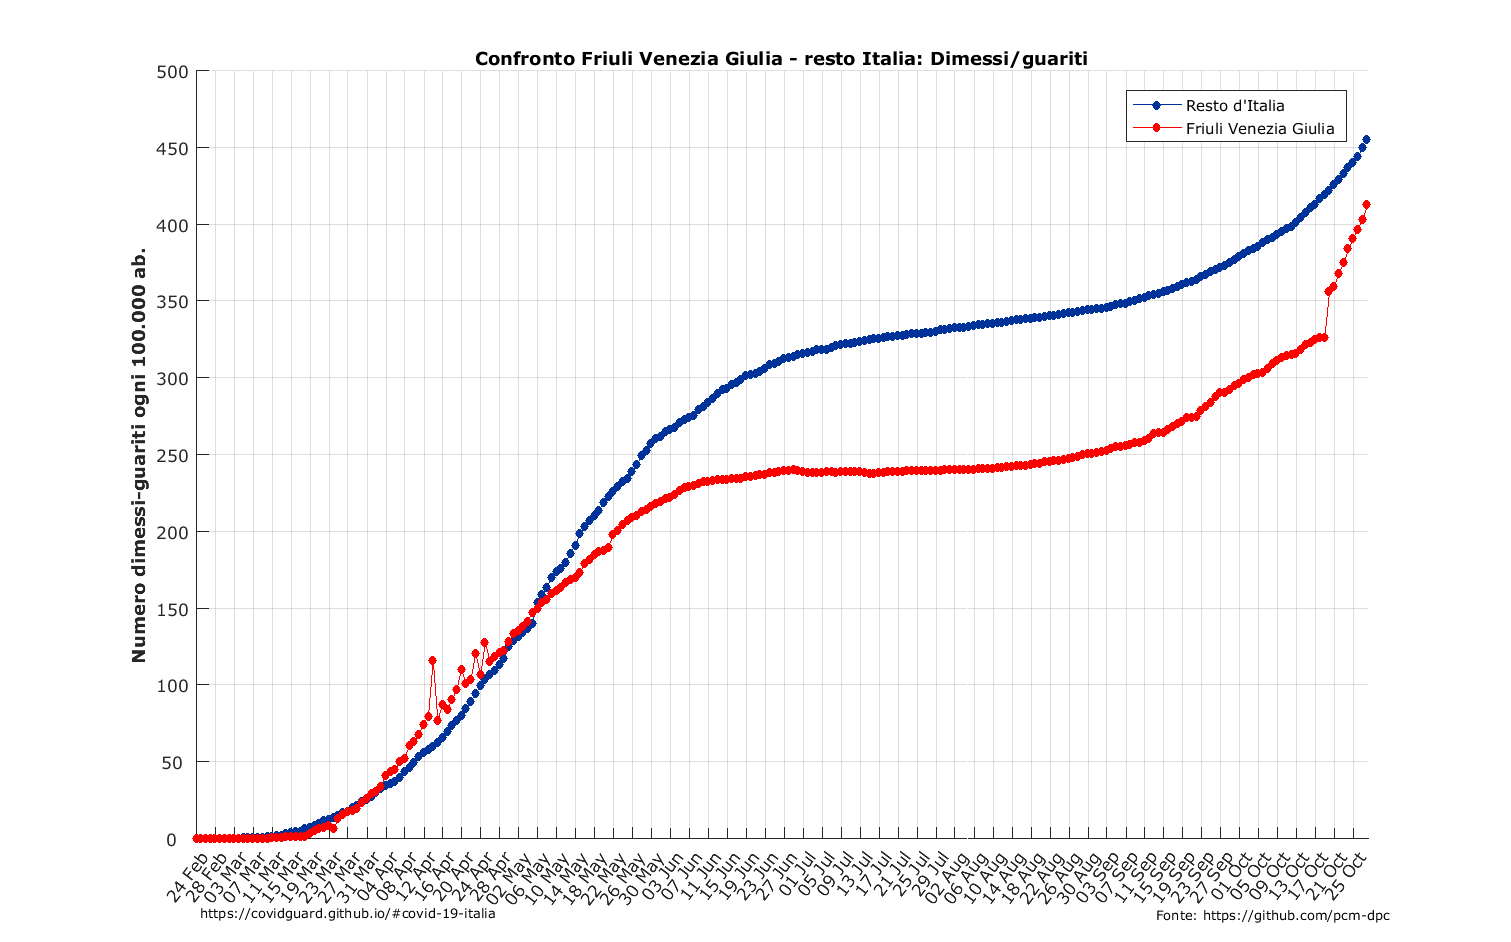 Confronto Friuli Venezia Giulia - resto Italia: Dimessi/guariti
Resto d'Italia
Friuli Venezia Giulia
Numero dimessi-guariti ogni 100.000 ab.
500
450
400
350
300
250
200
150
100
50
0
24 Feb
28 Feb
03 Mar
07 Mar
11 Mar
15 Mar
19 Mar
23 Mar
27 Mar
31 Mar
04 Apr
08 Apr
12 Apr
16 Apr
20 Apr
24 Apr
28 Apr
02 May
06 May
10 May
14 May
18 May
22 May
26 May
30 May
03 Jun
07 Jun
11 Jun
15 Jun
19 Jun
23 Jun
27 Jun
01 Jul
05 Jul
09 Jul
13 Jul
17 Jul
21 Jul
25 Jul
29 Jul
02 Aug
06 Aug
10 Aug
14 Aug
18 Aug
22 Aug
26 Aug
30 Aug
03 Sep
07 Sep
11 Sep
15 Sep
19 Sep
23 Sep
27 Sep
01 Oct
05 Oct
09 Oct
13 Oct
17 Oct
21 Oct
25 Oct
https://covidguard.github.io/#covid-19-italia
Fonte: https://github.com/pcm-dpc